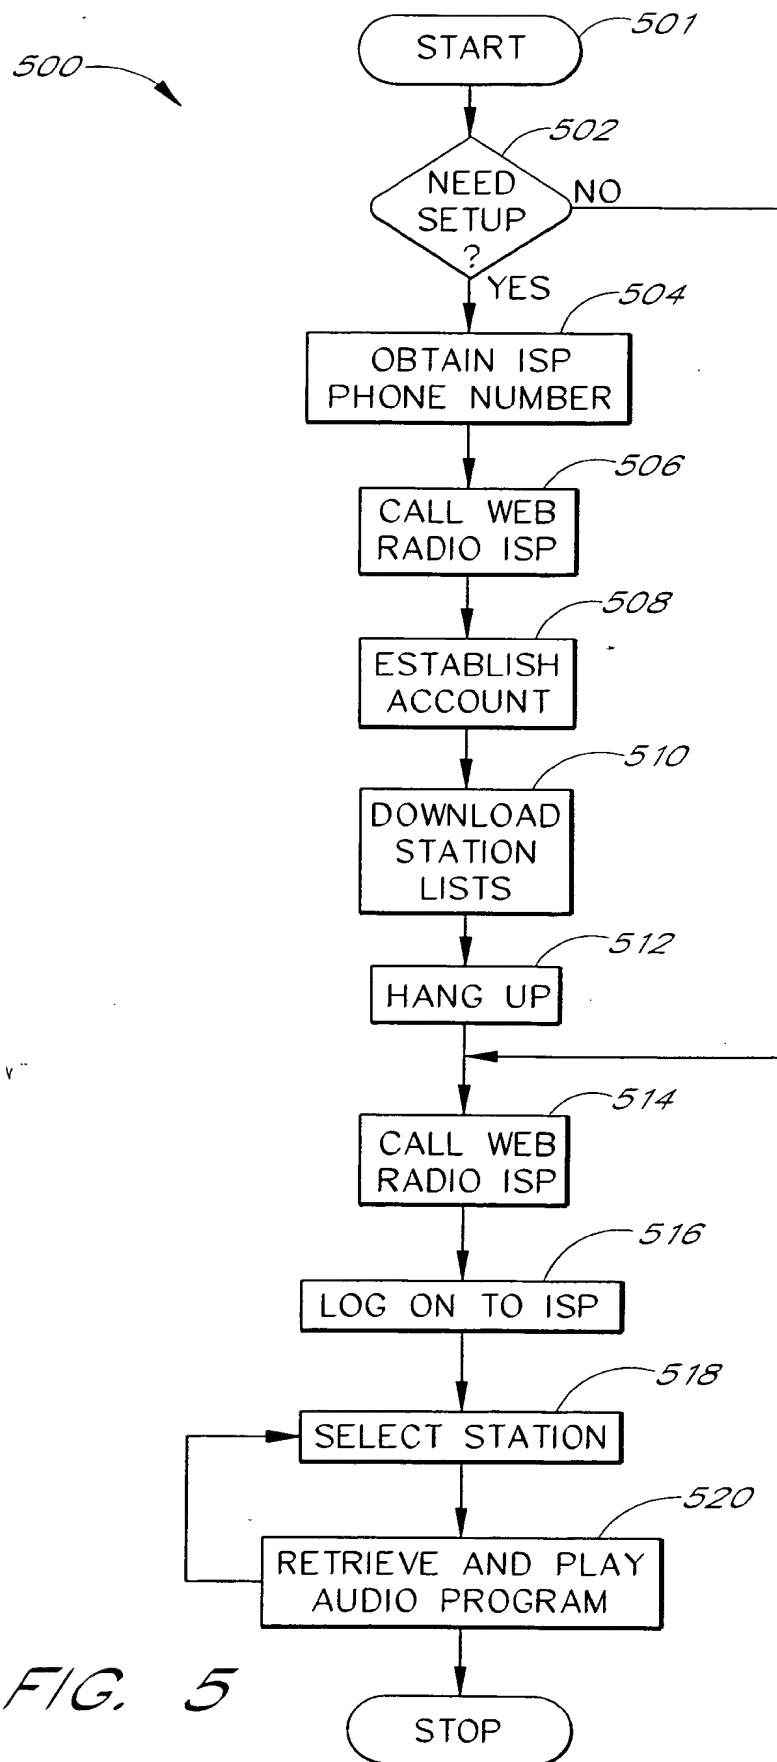 501
START
500
502
NEED
SETUP
?
NO
YES
504
OBTAIN ISP
PHONE NUMBER
506
CALL WEB
RADIO ISP
508
ESTABLISH
ACCOUNT
510
DOWNLOAD
STATION
LISTS
512
HANG UP
514
CALL WEB
RADIO ISP
516
LOG ON TO ISP
518
SELECT STATION
520
RETRIEVE AND PLAY
AUDIO PROGRAM
FIG. 5
STOP